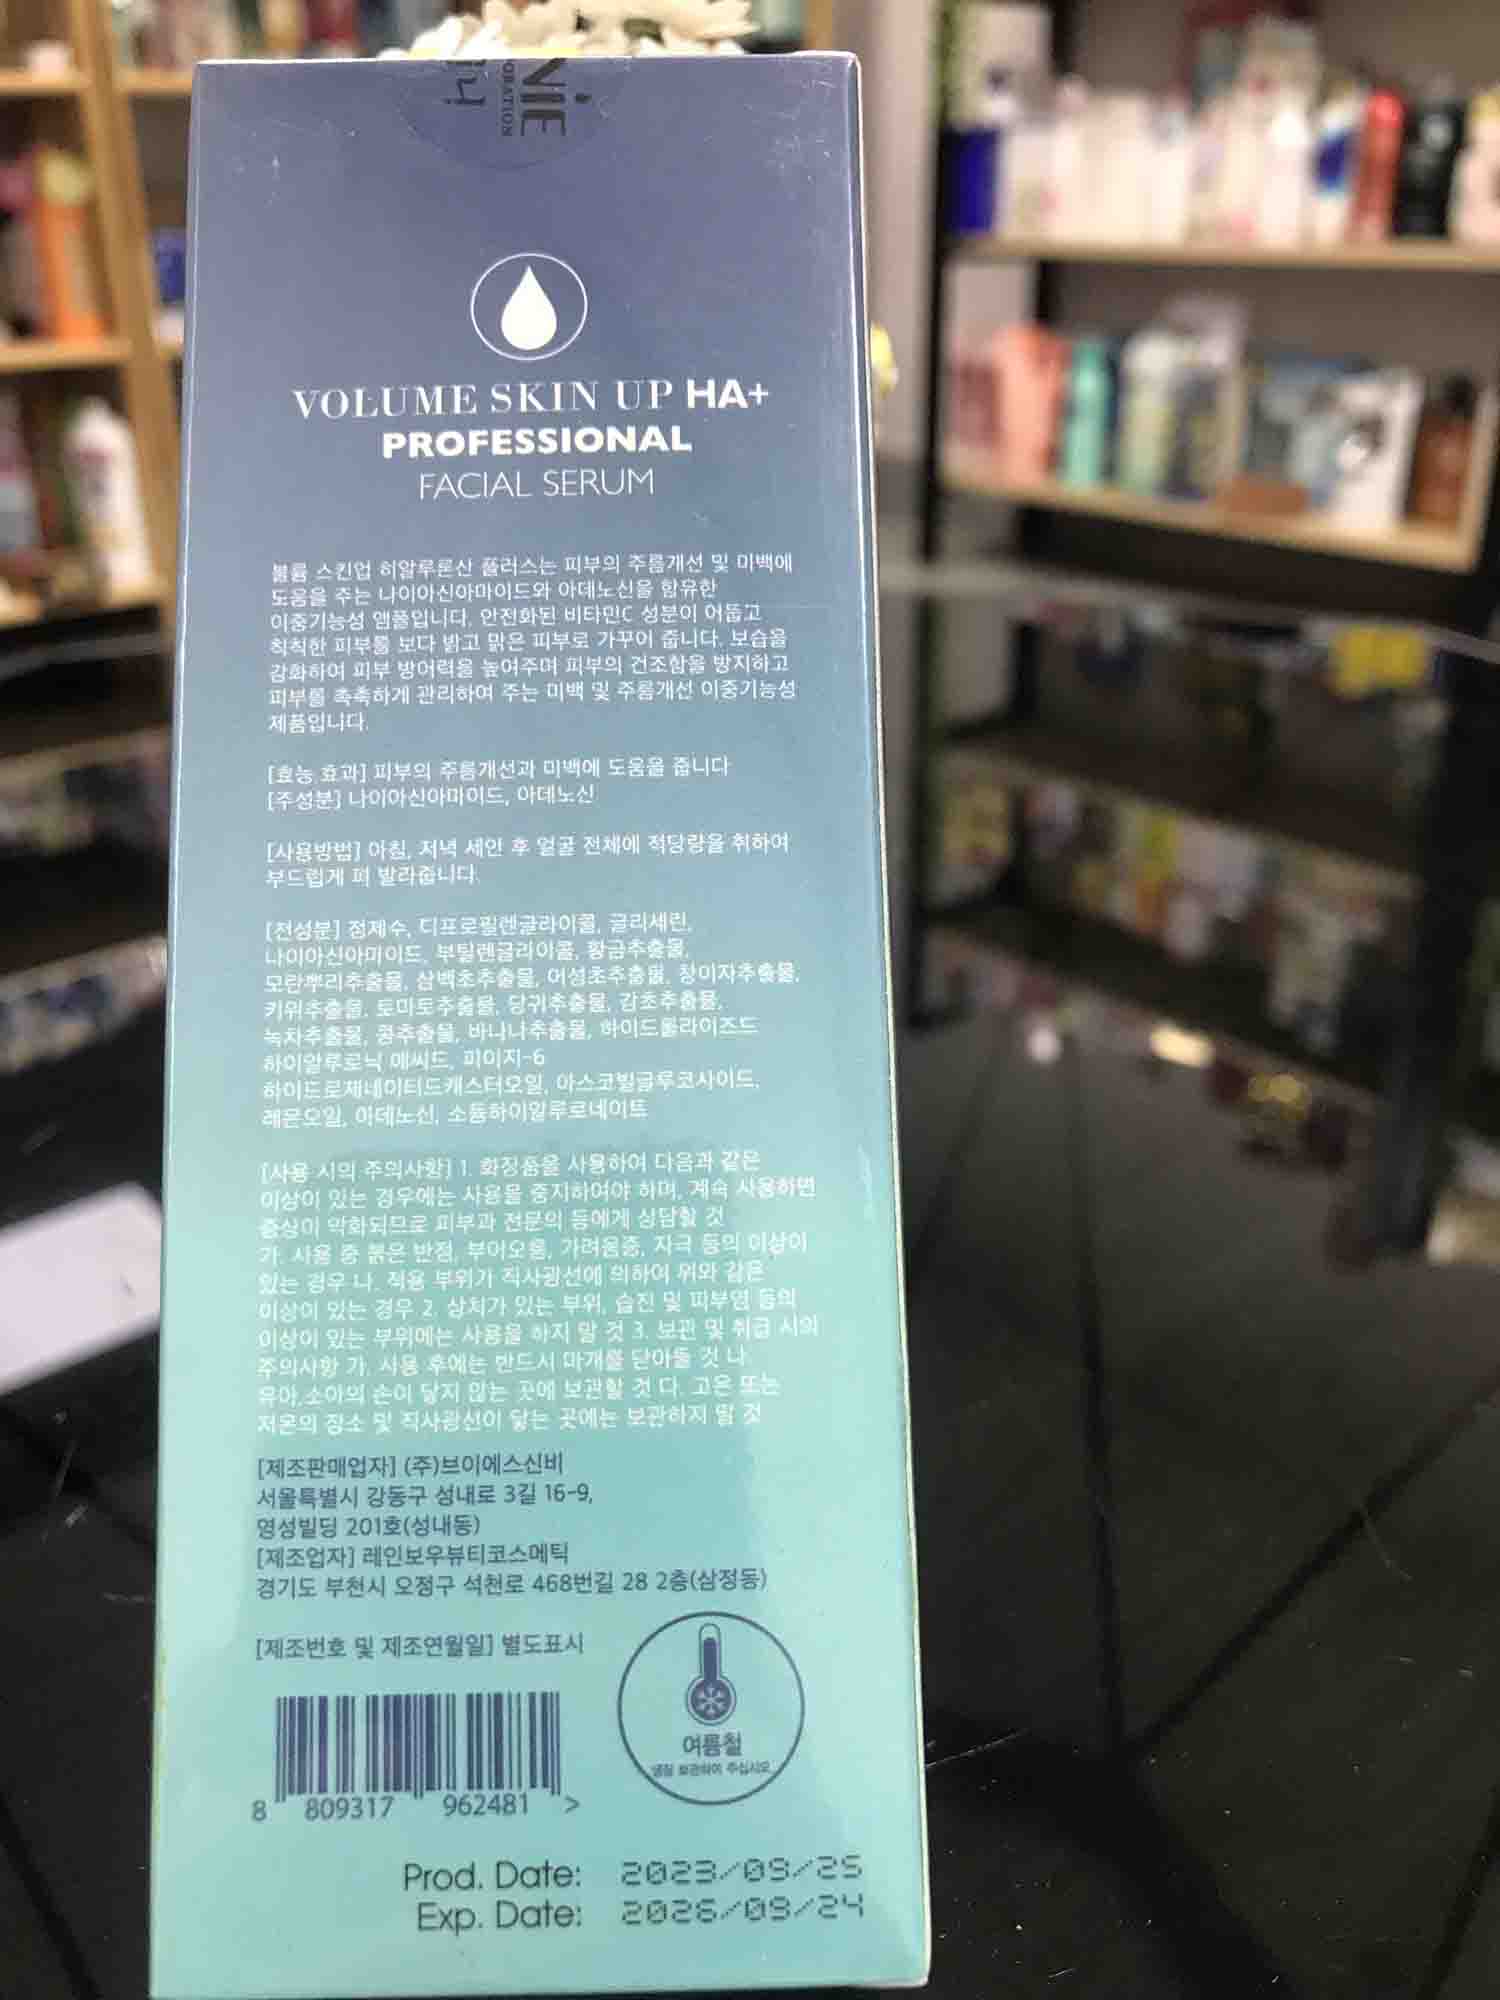 VOLUME SKIN UP HA+
PROFESSIONAL
FACIAL SERUM
볼륨 스킨업 히알루론산 플러스는 피부의 주름개선 및 미백에
도움을 주는 나이아신아마이드와 아데노신을 함유한
이중기능성 앰플입니다. 안전화된 비타민C 성분이 어둡고
칙칙한 피부를 보다 밝고 맑은 피부로 가꾸어 줍니다. 보습을
강화하여 피부 방어력을 높여주며 피부의 건조함을 방지하고
피부를 촉촉하게 관리하여 주는 미백 및 주름개선 이중기능성
제품입니다.
[효능 효과] 피부의 주름개선과 미백에 도움을 줍니다
[주성분] 나이아신아마이드, 아데노신
[사용방법] 아침, 저녁 세안 후 얼굴 전체에 적당량을 취하여
부드럽게 펴 발라줍니다.
[전성분] 정제수, 디프로필렌글라이콜, 글리세린,
나이아신아마이드, 부틸렌글라이콜, 황금추출물,
모란뿌리추출물, 삼백초추출물, 어성초추출물, 창이자추출물,
키위추출물, 토마토추출물, 당귀추출물, 감초추출물,
녹차추출물, 콩추출물, 바나나추출물, 하이드롤라이즈드
하이알루로닉 애씨드, 피이지-6
하이드로제네이티드캐스터오일, 아스코빌글루코사이드,
레몬오일, 아데노신, 소듐하이알루로네이트
[사용 시의 주의사항] 1. 화장품을 사용하여 다음과 같은
이상이 있는 경우에는 사용을 중지하여야 하며, 계속 사용하면
증상이 악화되므로 피부과 전문의 등에게 상담할 것
가. 사용 중 붉은 반점, 부어오름, 가려움증, 자극 등의 이상이
있는 경우 나. 적용 부위가 직사광선에 의하여 위와 같은
이상이 있는 경우 2. 상처가 있는 부위, 습진 및 피부염 등의
이상이 있는 부위에는 사용을 하지 말 것 3. 보관 및 취급 시의
주의사항 가. 사용 후에는 반드시 마개를 닫아둘 것 나.
유아,소아의 손이 닿지 않는 곳에 보관할 것 다. 고온 또는
저온의 장소 및 직사광선이 닿는 곳에는 보관하지 말 것
[제조판매업자] (주)브이에스신비
서울특별시 강동구 성내로 3길 16-9,
영성빌딩 201호(성내동)
[제조업자] 레인보우뷰티코스메틱
경기도 부천시 오정구 석천로 468번길 28 2층(삼정동)
[제조번호 및 제조연월일] 별도표시
여름철
냉장 보관하여 주십시오
8 809317 962481 >
Prod. Date: 2023/09/25
Exp. Date: 2026/09/24